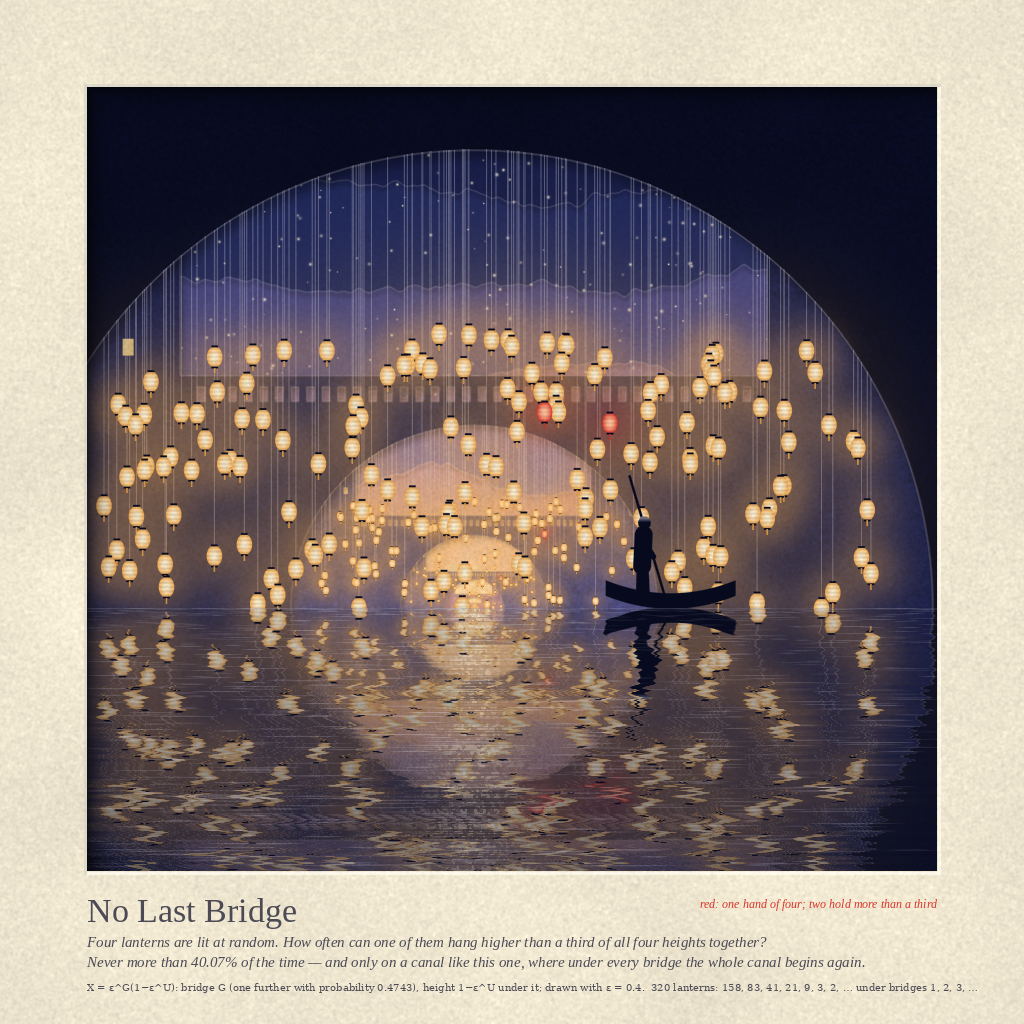 No Last Bridge
red: one hand of four; two hold more than a third
Four lanterns are lit at random. How often can one of them hang higher than a third of all four heights together?
Never more than 40.07% of the time — and only on a canal like this one, where under every bridge the whole canal begins again.
X = ε^G(1−ε^U): bridge G (one further with probability 0.4743), height 1−ε^U under it; drawn with ε = 0.4.  320 lanterns: 158, 83, 41, 21, 9, 3, 2, … under bridges 1, 2, 3, …